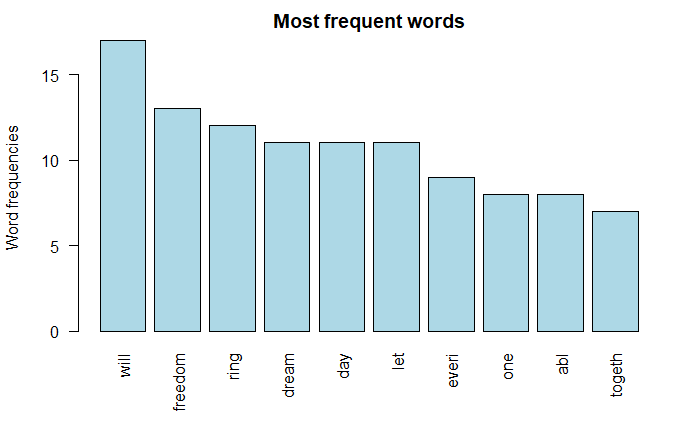 Most frequent words
Word frequencies
15
10
5
0
will
freedom
ring
dream
day
let
everi
one
abl
togeth